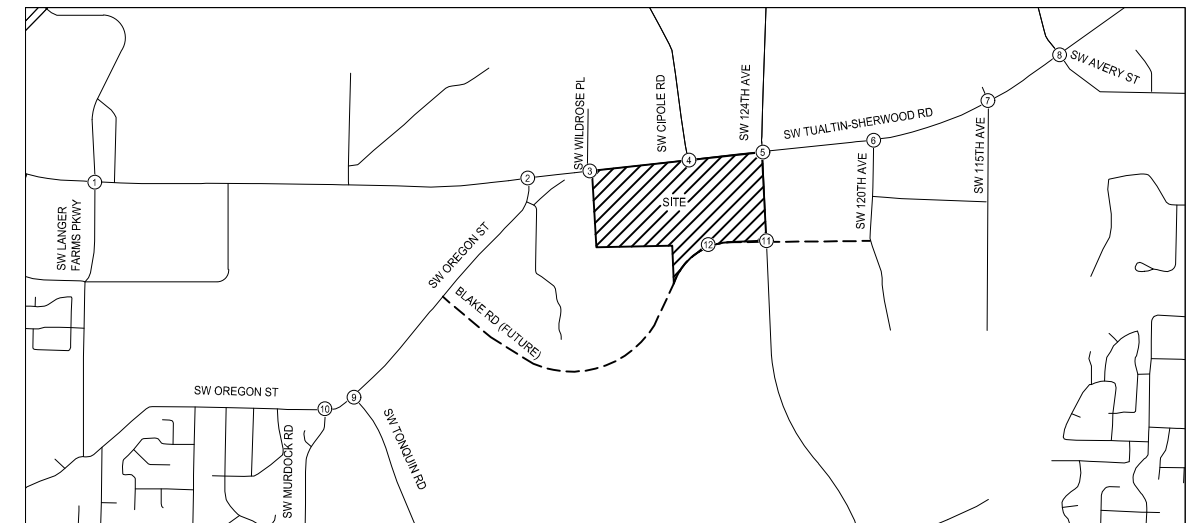 SW LANGER
FARMS PKWY
SW WILDROSE PL
SW CIPOLE RD
SW 124TH AVE
SW TUALTIN-SHERWOOD RD
SW AVERY ST
SW 120TH AVE
SW 115TH AVE
SITE
SW OREGON ST
BLAKE RD (FUTURE)
SW OREGON ST
SW MURDOCK RD
SW TONQUIN RD
1
2
3
4
5
6
7
8
9
10
11
12